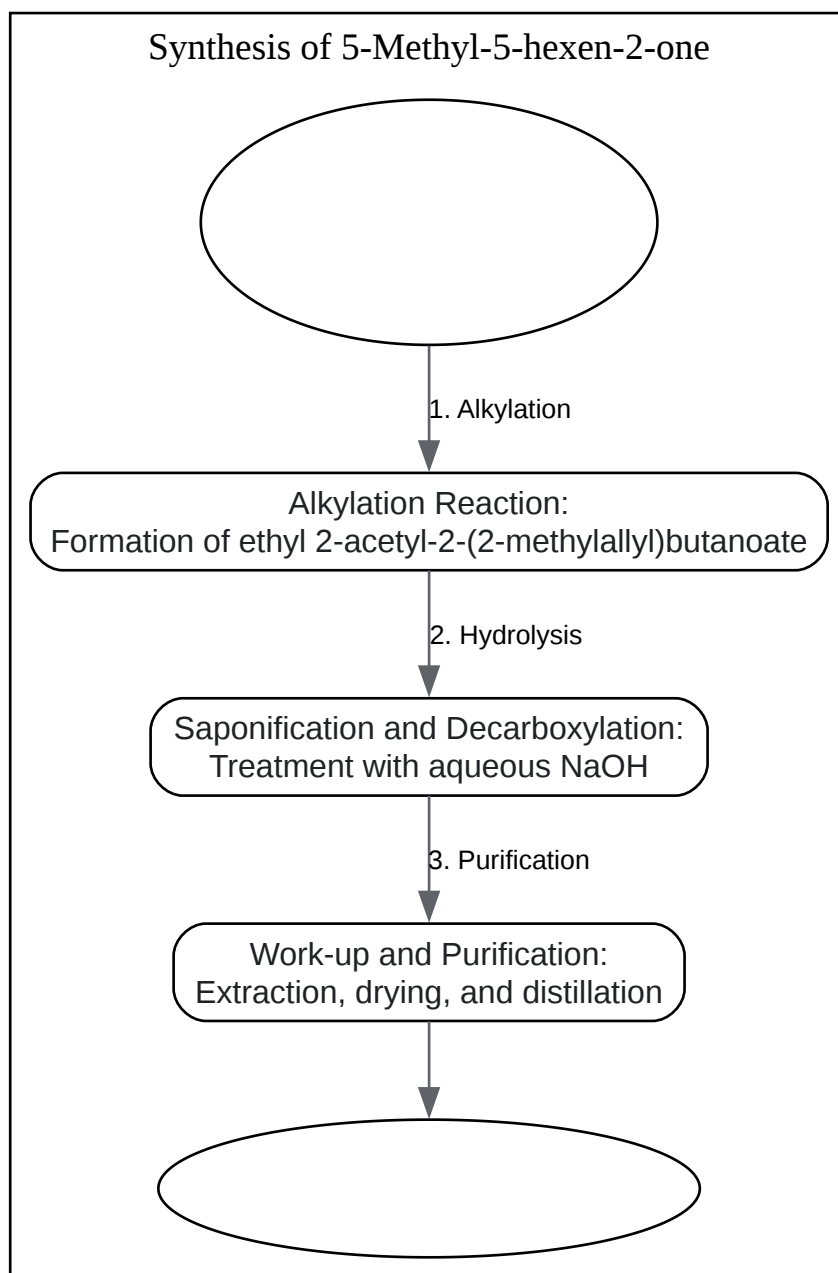 Synthesis of 5-Methyl-5-hexen-2-one
1. Alkylation
Alkylation Reaction:
Formation of ethyl 2-acetyl-2-(2-methylallyl)butanoate
2. Hydrolysis
Saponification and Decarboxylation:
Treatment with aqueous NaOH
3. Purification
Work-up and Purification:
Extraction, drying, and distillation